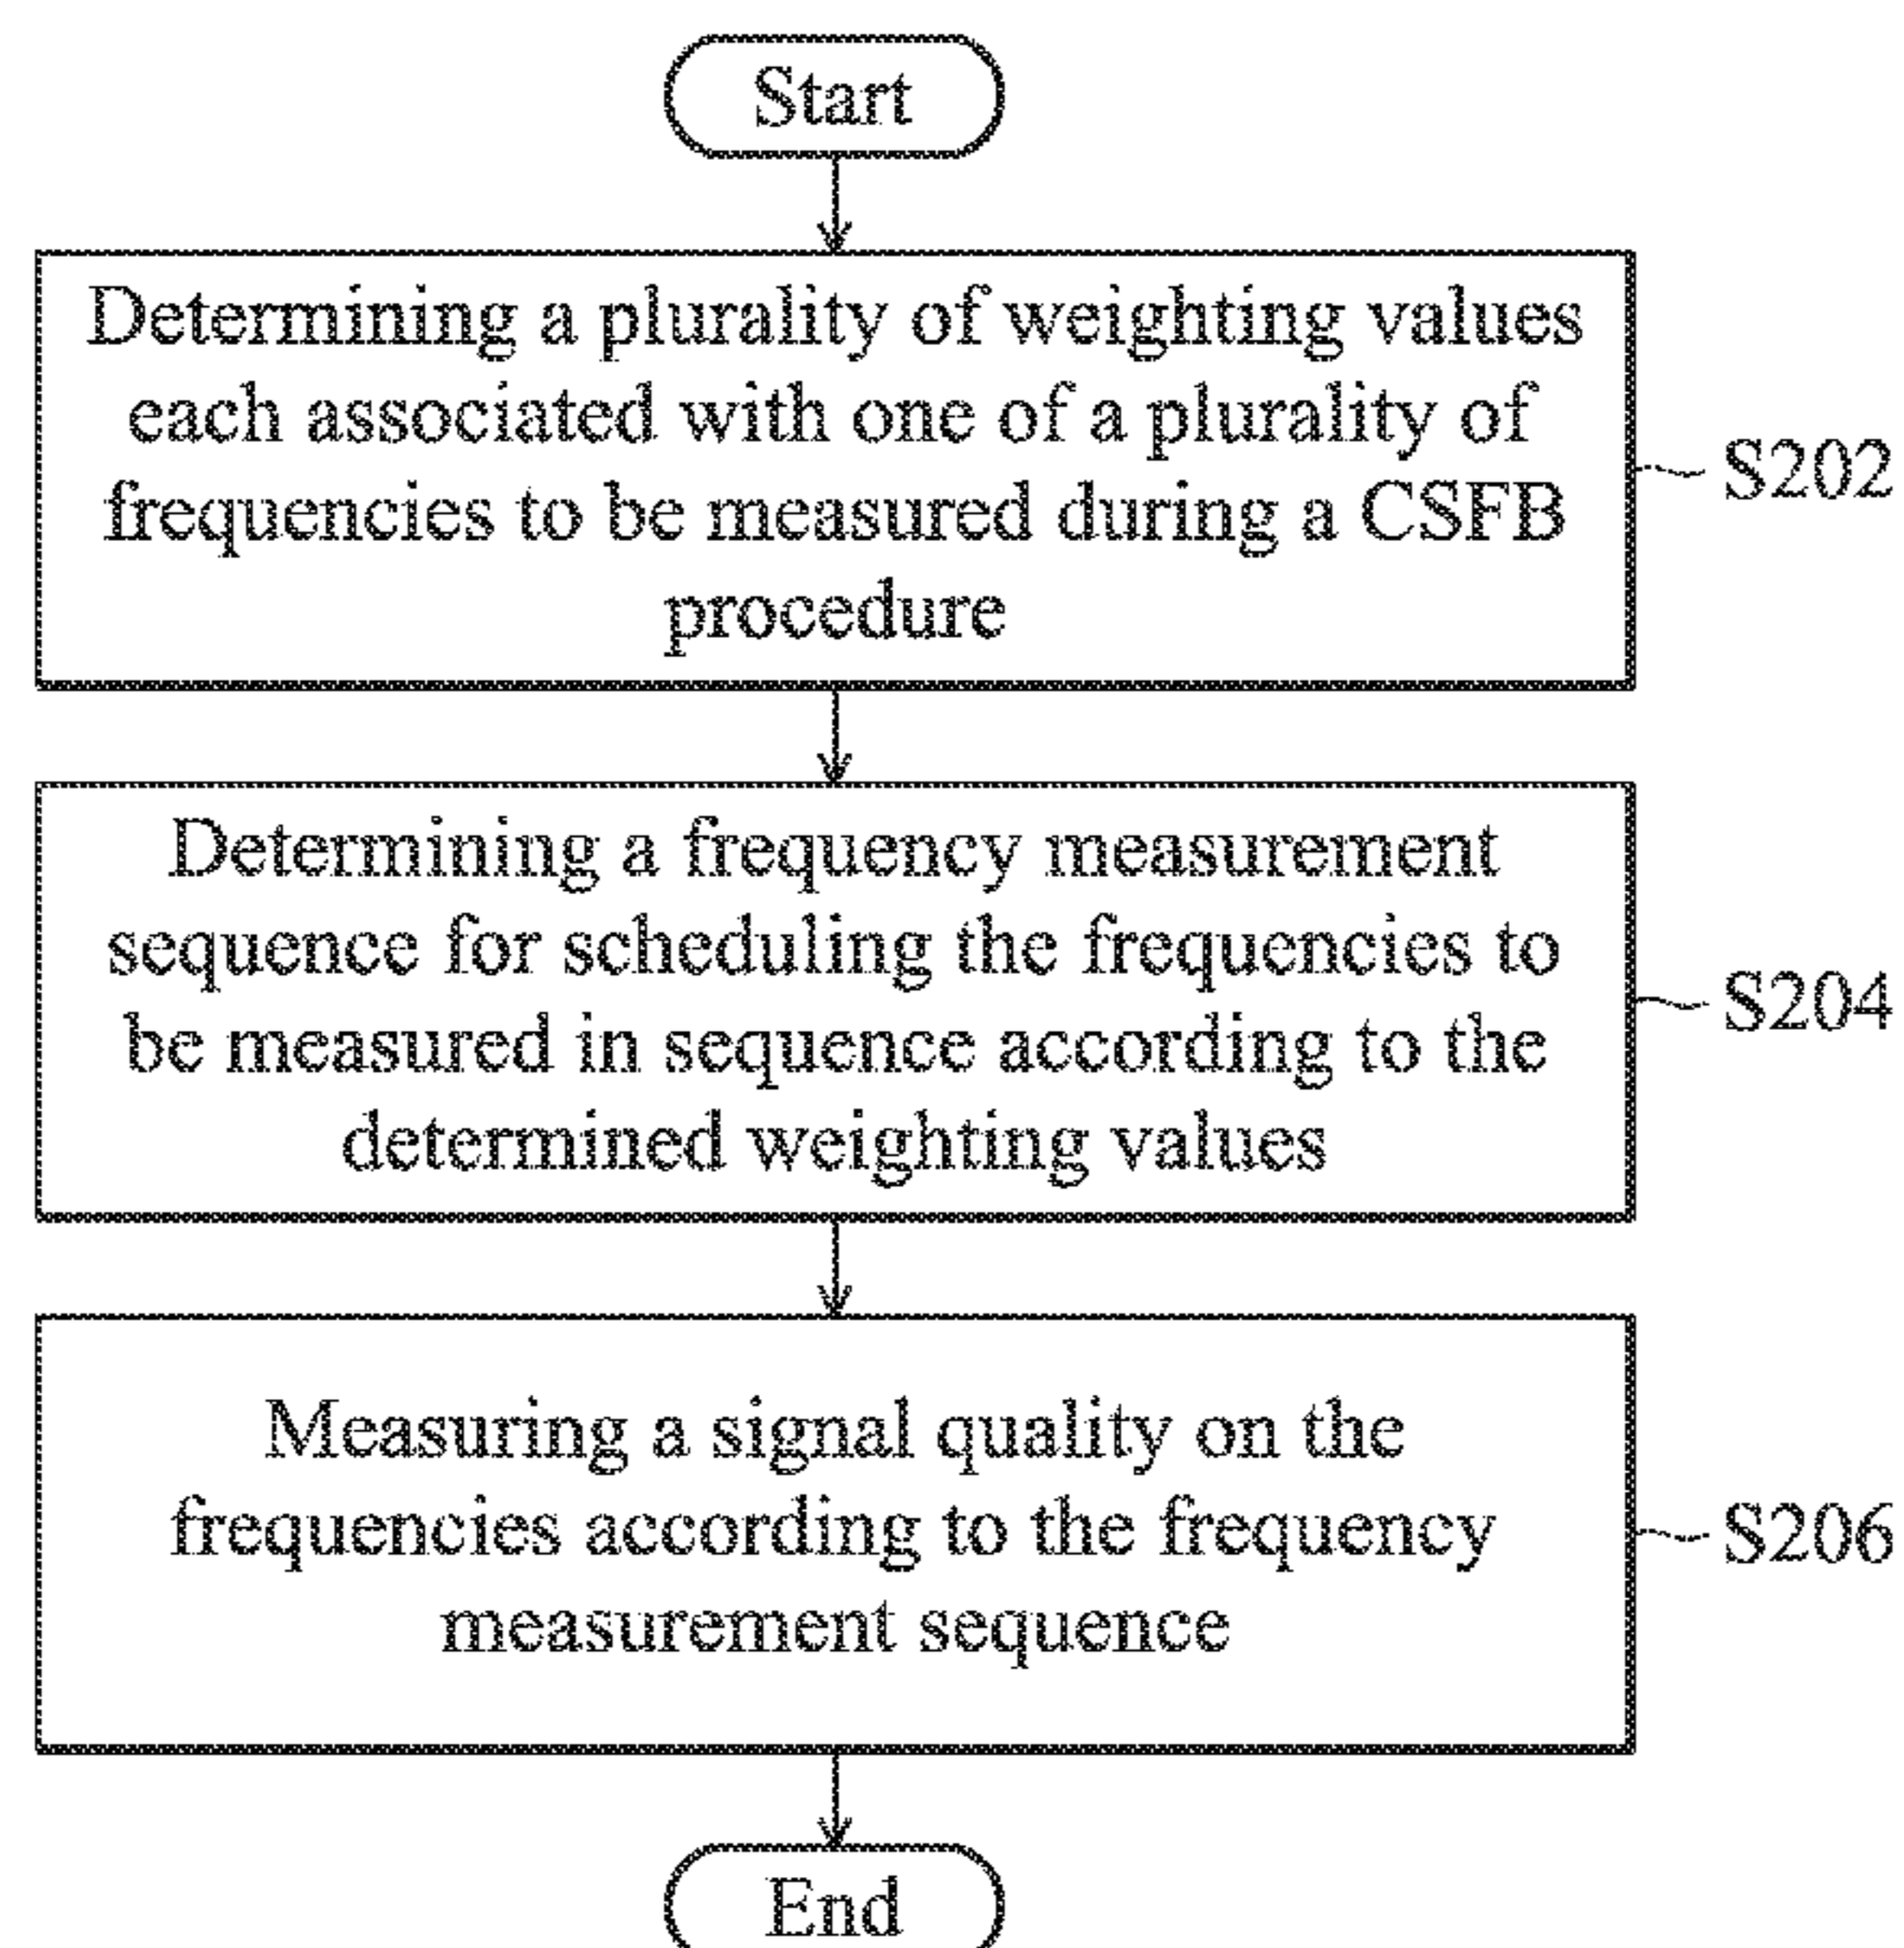 Start
Determining a plurality of weighting values
each associated with one of a plurality of
frequencies to be measured during a CSFB
procedure
S202
Determining a frequency measurement
sequence for scheduling the frequencies to
be measured in sequence according to the
determined weighting values
S204
Measuring a signal quality on the
frequencies according to the frequency
measurement sequence
S206
End